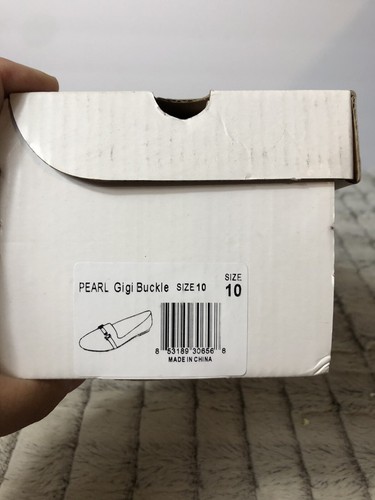 PEARL Gigi Buckle SIZE 10
SIZE
10
8 53189 30656 8
MADE IN CHINA